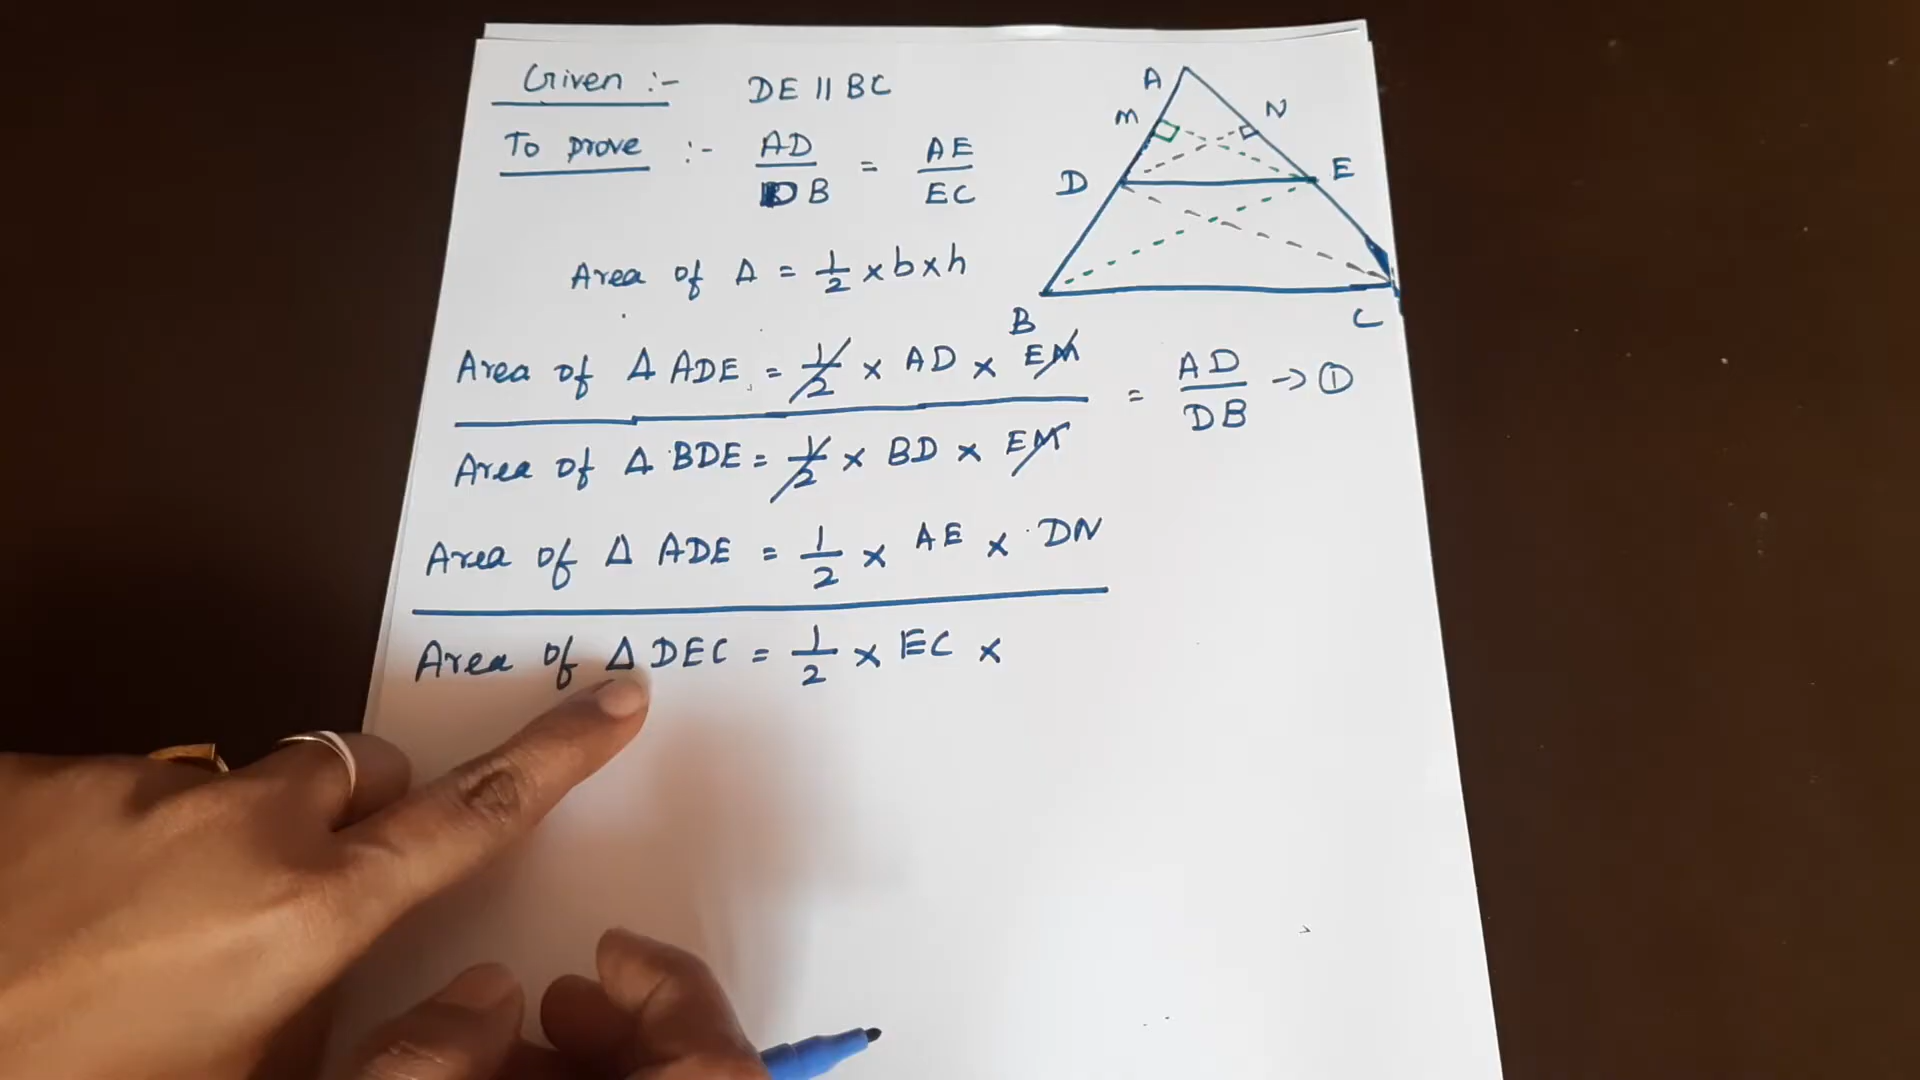 Given :- DE || BC
To prove :- AD/DB = AE/EC
Area of Δ = 1/2 × b × h
Area of Δ ADE = 1/2 × AD × EM
Area of Δ BDE = 1/2 × BD × EM
= AD/DB → ①
Area of Δ ADE = 1/2 × AE × DN
Area of Δ DEC = 1/2 × EC ×
A
M
N
D
E
B
C